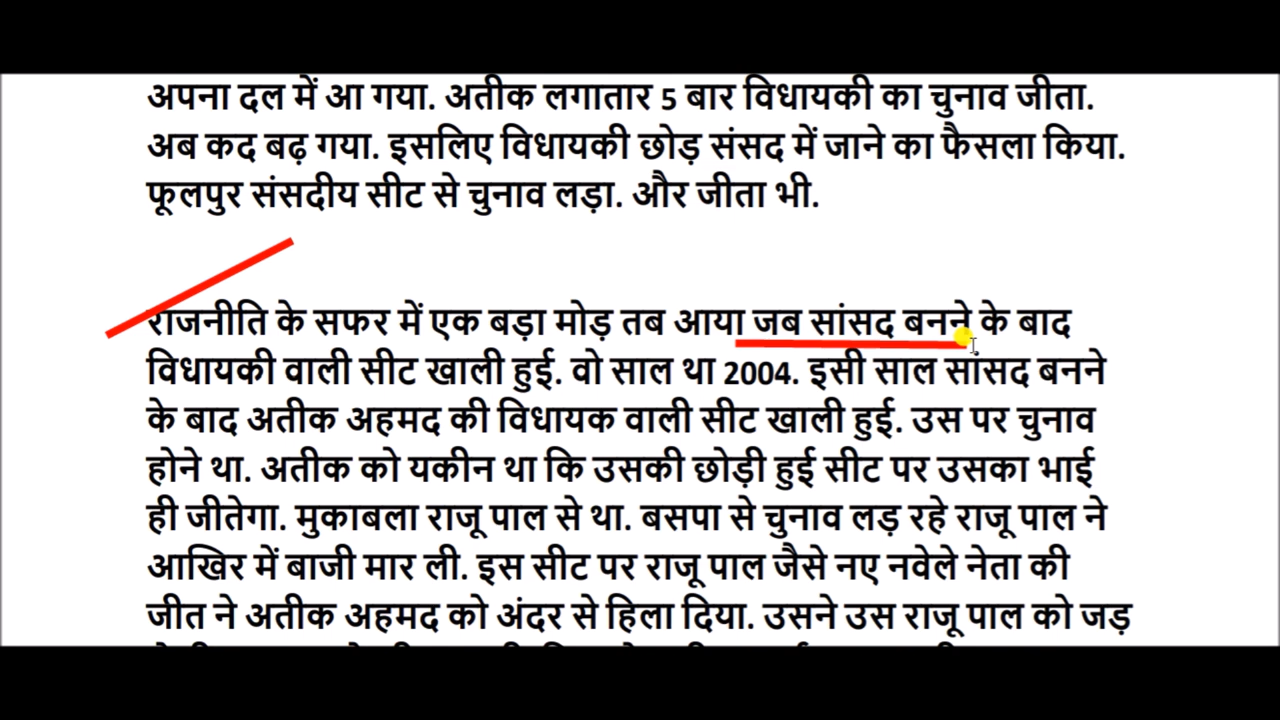 अपना दल में आ गया. अतीक लगातार 5 बार विधायकी का चुनाव जीता.
अब कद बढ़ गया. इसलिए विधायकी छोड़ संसद में जाने का फैसला किया.
फूलपुर संसदीय सीट से चुनाव लड़ा. और जीता भी.
राजनीति के सफर में एक बड़ा मोड़ तब आया जब सांसद बनने के बाद
विधायकी वाली सीट खाली हुई. वो साल था 2004. इसी साल सांसद बनने
के बाद अतीक अहमद की विधायक वाली सीट खाली हुई. उस पर चुनाव
होने था. अतीक को यकीन था कि उसकी छोड़ी हुई सीट पर उसका भाई
ही जीतेगा. मुकाबला राजू पाल से था. बसपा से चुनाव लड़ रहे राजू पाल ने
आखिर में बाजी मार ली. इस सीट पर राजू पाल जैसे नए नवेले नेता की
जीत ने अतीक अहमद को अंदर से हिला दिया. उसने उस राजू पाल को जड़